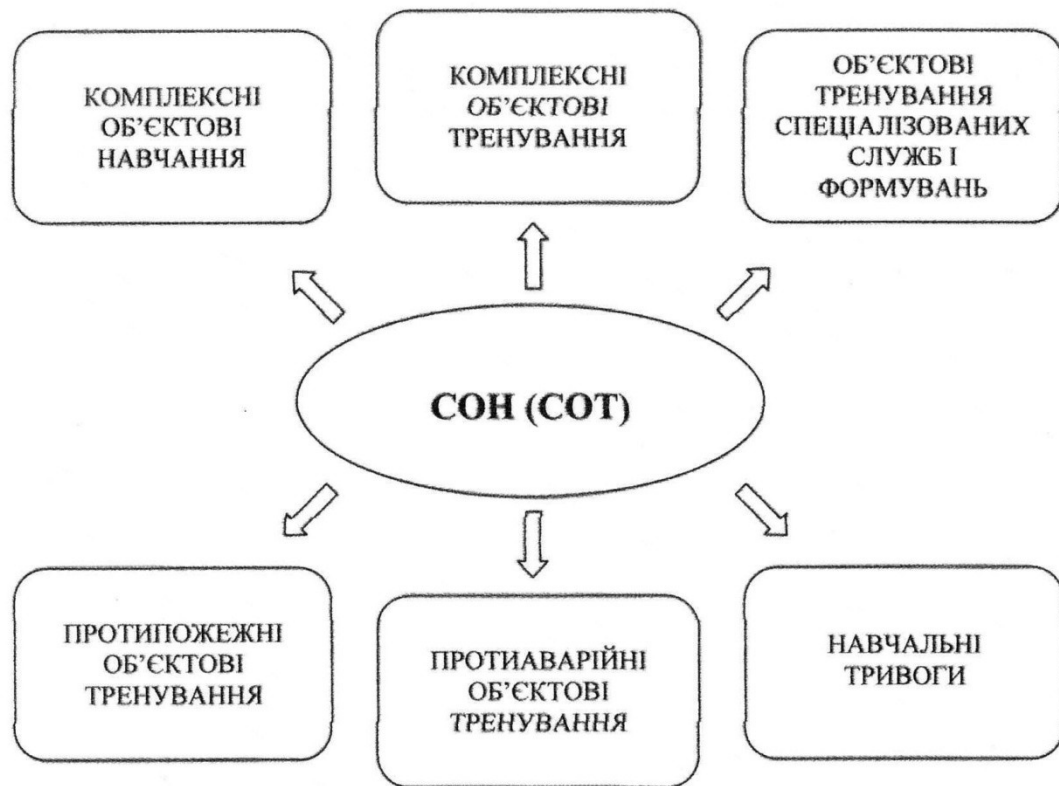 КОМПЛЕКСНІ
ОБ’ЄКТОВІ
НАВЧАННЯ
КОМПЛЕКСНІ
ОБ’ЄКТОВІ
ТРЕНУВАННЯ
ОБ’ЄКТОВІ
ТРЕНУВАННЯ
СПЕЦІАЛІЗОВАНИХ
СЛУЖБ І
ФОРМУВАНЬ
СОН (СОТ)
ПРОТИПОЖЕЖНІ
ОБ’ЄКТОВІ
ТРЕНУВАННЯ
ПРОТИАВАРІЙНІ
ОБ’ЄКТОВІ
ТРЕНУВАННЯ
НАВЧАЛЬНІ
ТРИВОГИ